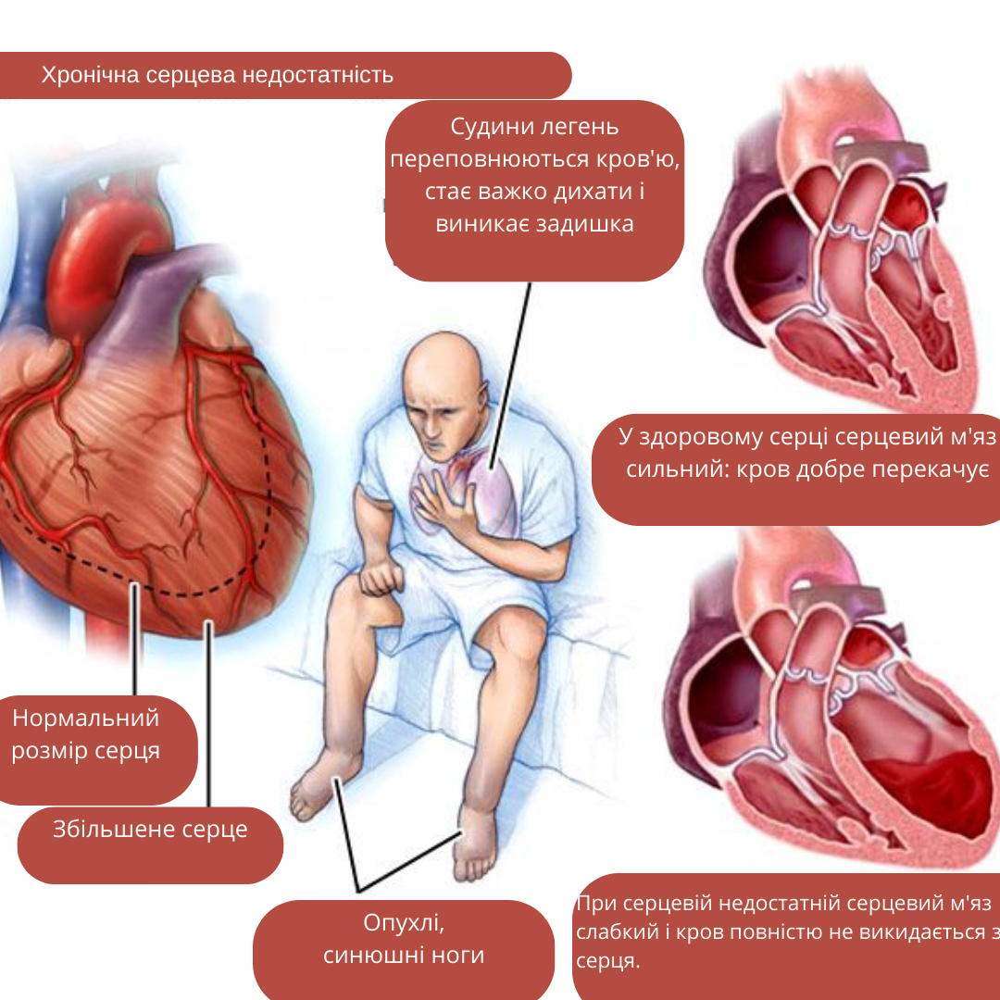 Хронічна серцева недостатність
Судини легень
переповнюються кров'ю,
стає важко дихати і
виникає задишка
У здоровому серці серцевий м'яз
сильний: кров добре перекачує
Нормальний
розмір серця
Збільшене серце
Опухлі,
синюшні ноги
При серцевій недостатній серцевий м'яз
слабкий і кров повністю не викидається з
серця.